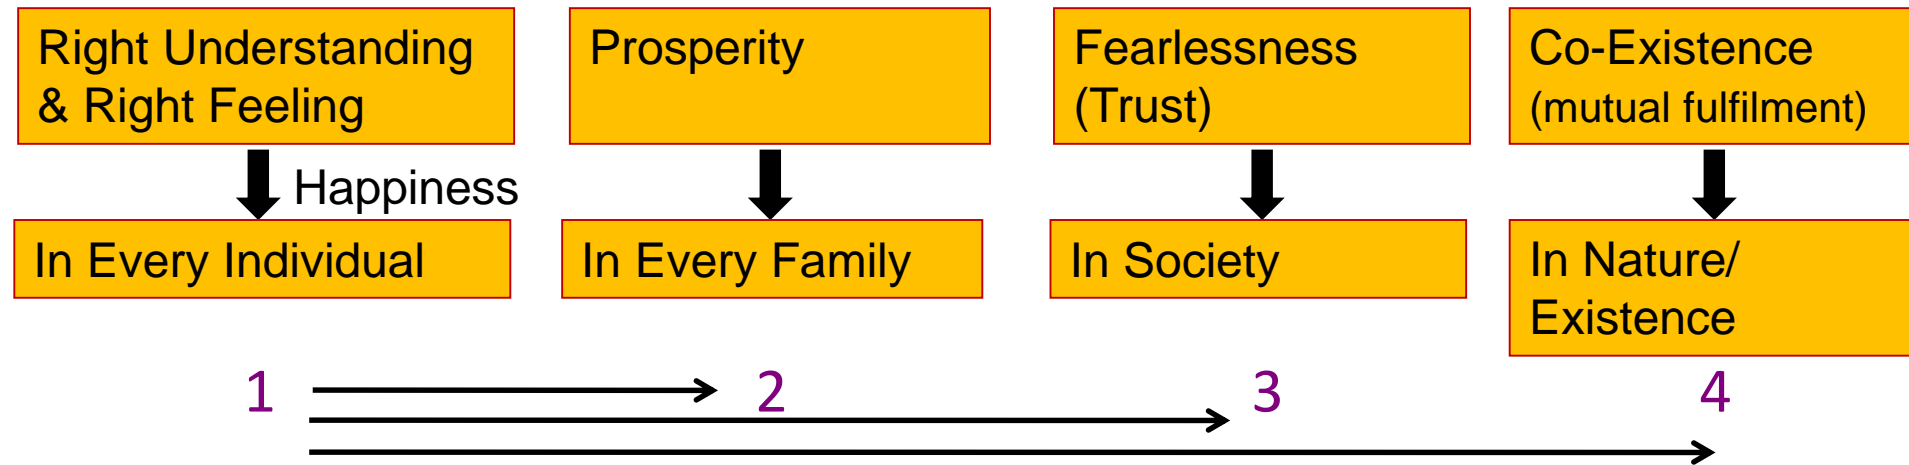 Right Understanding
& Right Feeling
Prosperity
Fearlessness
(Trust)
Co-Existence
(mutual fulfilment)
Happiness
In Every Individual
In Every Family
In Society
In Nature/
Existence
1
2
3
4